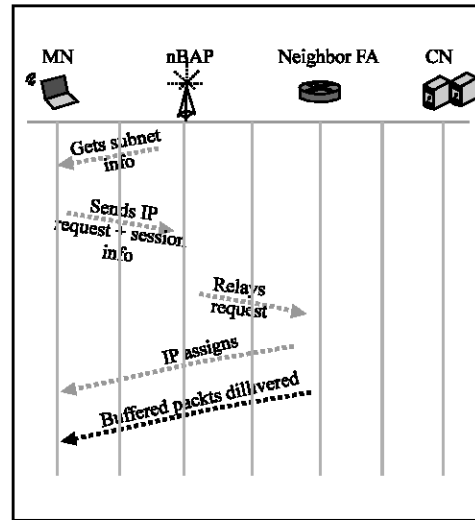 MN nBAP Neighbor FA CN
Gets subnet
info
Sends IP
request + session
info
Relays
request
IP assigns
Buffered packts dillivered